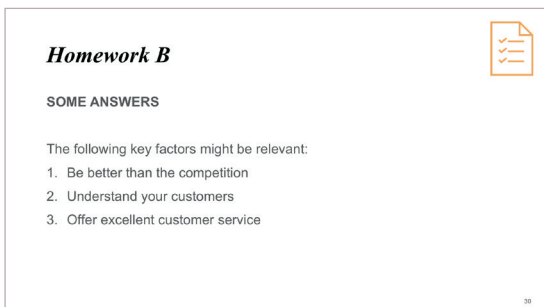 Homework B
SOME ANSWERS
The following key factors might be relevant:
1. Be better than the competition
2. Understand your customers
3. Offer excellent customer service
30